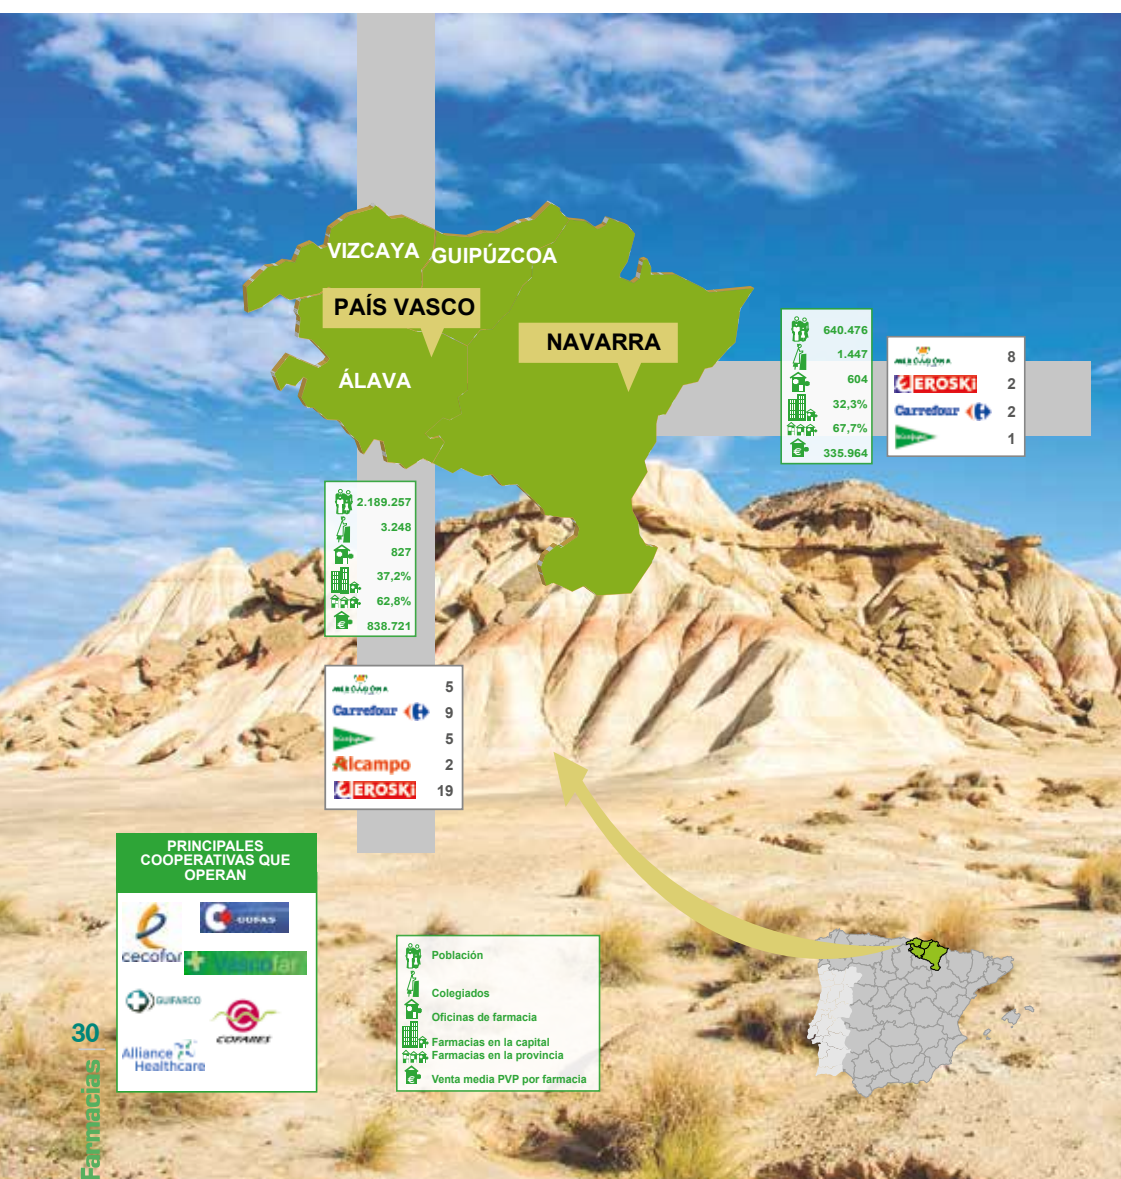 VIZCAYA
GUIPÚZCOA
PAÍS VASCO
NAVARRA
ÁLAVA
640.476
1.447
604
32,3%
67,7%
335.964
MERCADONA 8
EROSKI 2
Carrefour 2
1
2.189.257
3.248
827
37,2%
62,8%
838.721
MERCADONA 5
Carrefour 9
5
Alcampo 2
EROSKI 19
PRINCIPALES
COOPERATIVAS QUE
OPERAN
cecofar
Vascofar
GUIFARCO
COFARES
Alliance
Healthcare
Población
Colegiados
Oficinas de farmacia
Farmacias en la capital
Farmacias en la provincia
Venta media PVP por farmacia
30
Farmacias